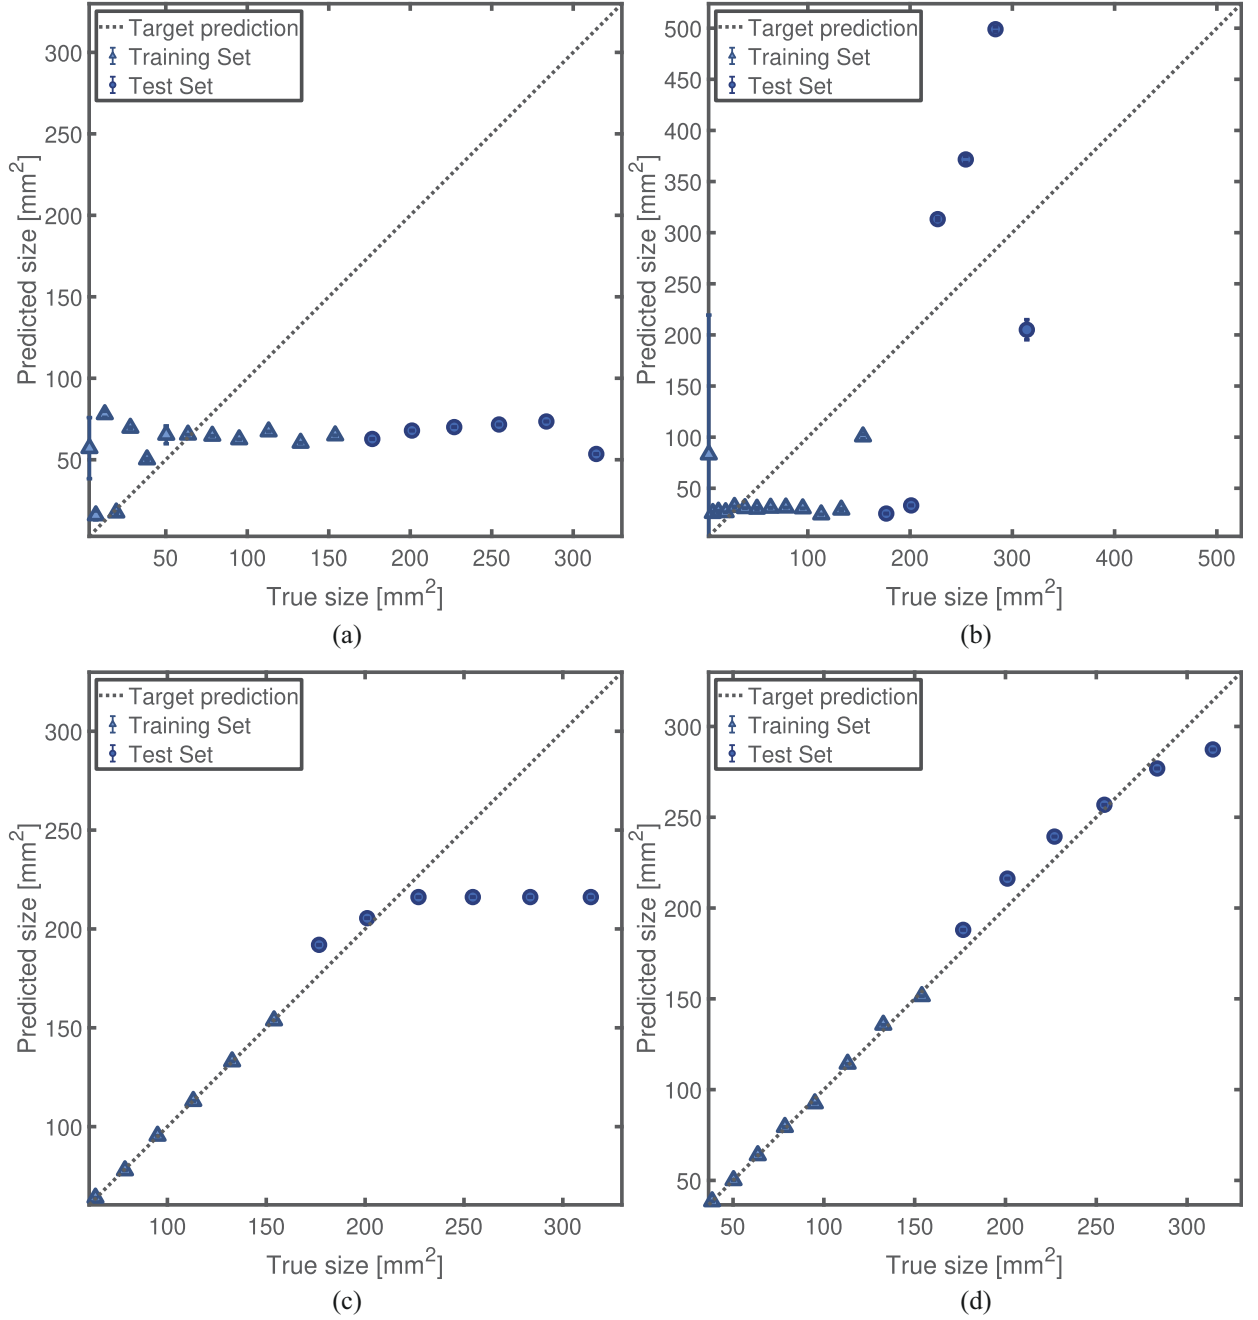 Target prediction
Training Set
Test Set
300
250
200
150
100
50
Predicted size [mm²]
50 100 150 200 250 300
True size [mm²]
(a)
Target prediction
Training Set
Test Set
500
450
400
350
300
250
200
150
100
50
Predicted size [mm²]
100 200 300 400 500
True size [mm²]
(b)
Target prediction
Training Set
Test Set
300
250
200
150
100
Predicted size [mm²]
100 150 200 250 300
True size [mm²]
(c)
Target prediction
Training Set
Test Set
300
250
200
150
100
50
Predicted size [mm²]
50 100 150 200 250 300
True size [mm²]
(d)